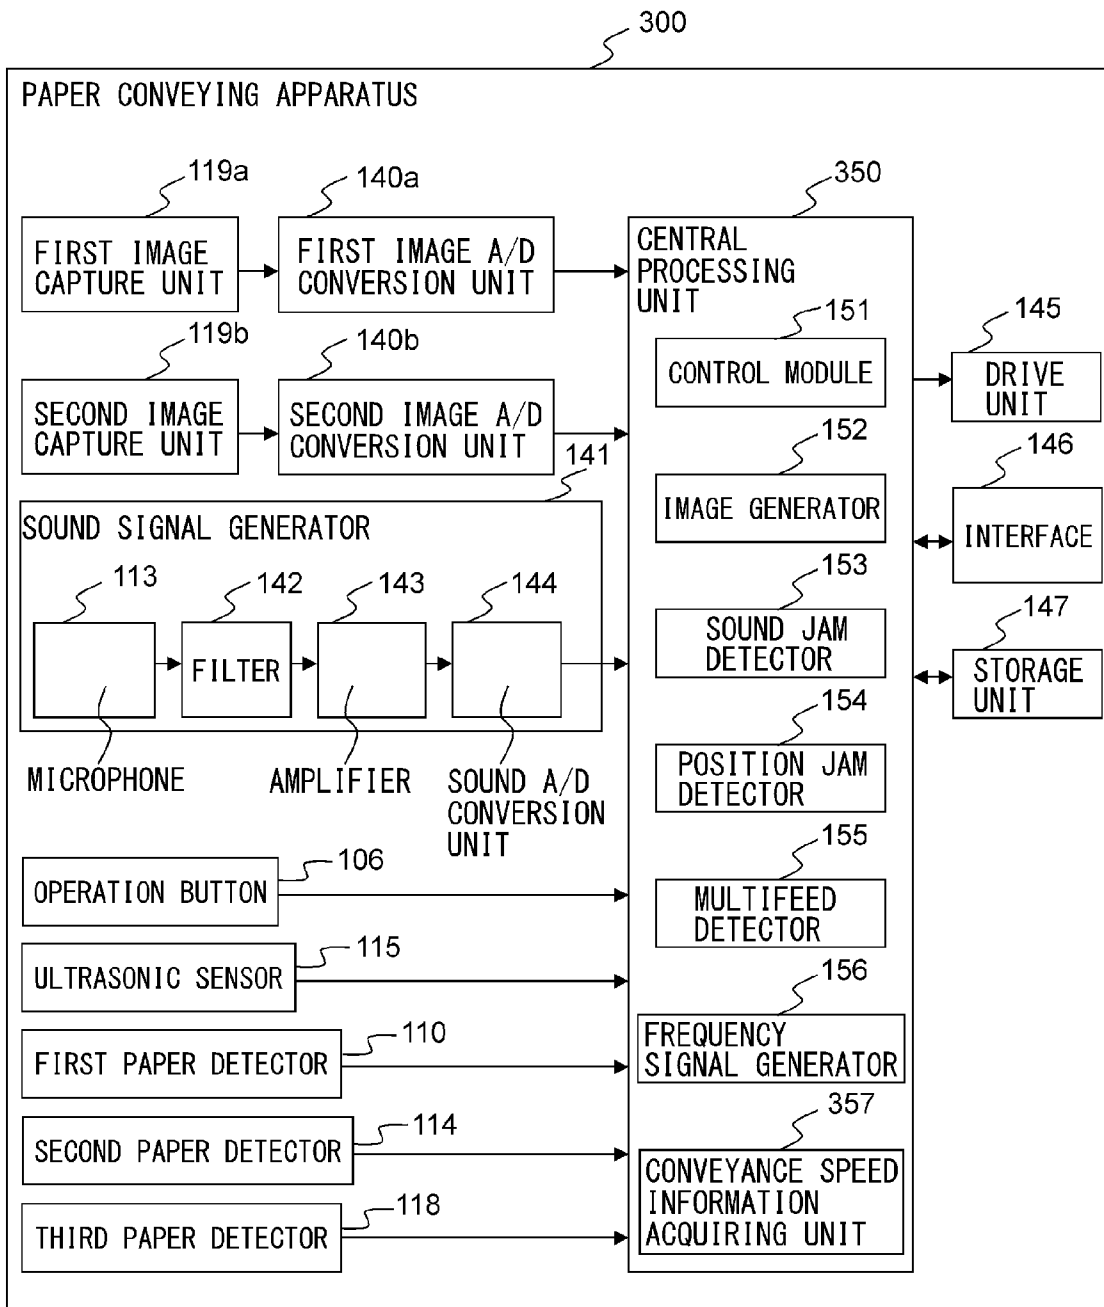 300
PAPER CONVEYING APPARATUS
119a
140a
350
FIRST IMAGE
CAPTURE UNIT
FIRST IMAGE A/D
CONVERSION UNIT
CENTRAL
PROCESSING
UNIT
119b
140b
151
145
SECOND IMAGE
CAPTURE UNIT
SECOND IMAGE A/D
CONVERSION UNIT
CONTROL MODULE
DRIVE
UNIT
141
152
146
SOUND SIGNAL GENERATOR
IMAGE GENERATOR
INTERFACE
113
142
143
144
153
147
FILTER
SOUND JAM
DETECTOR
STORAGE
UNIT
MICROPHONE
AMPLIFIER
SOUND A/D
CONVERSION
UNIT
154
POSITION JAM
DETECTOR
106
155
OPERATION BUTTON
MULTIFEED
DETECTOR
115
156
ULTRASONIC SENSOR
110
FREQUENCY
SIGNAL GENERATOR
FIRST PAPER DETECTOR
114
357
SECOND PAPER DETECTOR
CONVEYANCE SPEED
INFORMATION
ACQUIRING UNIT
118
THIRD PAPER DETECTOR